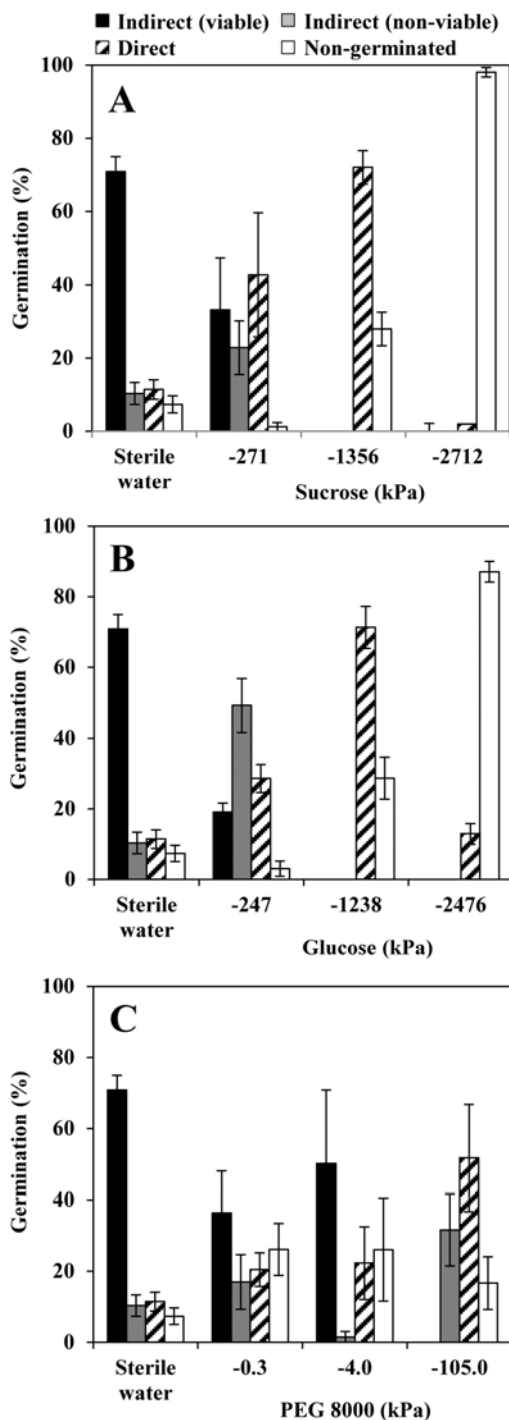 Indirect (viable) Indirect (non-viable)
Direct Non-germinated
A
Germination (%)
100
80
60
40
20
0
Sterile water -271 -1356 -2712
Sucrose (kPa)
B
Germination (%)
100
80
60
40
20
0
Sterile water -247 -1238 -2476
Glucose (kPa)
C
Germination (%)
100
80
60
40
20
0
Sterile water -0.3 -4.0 -105.0
PEG 8000 (kPa)